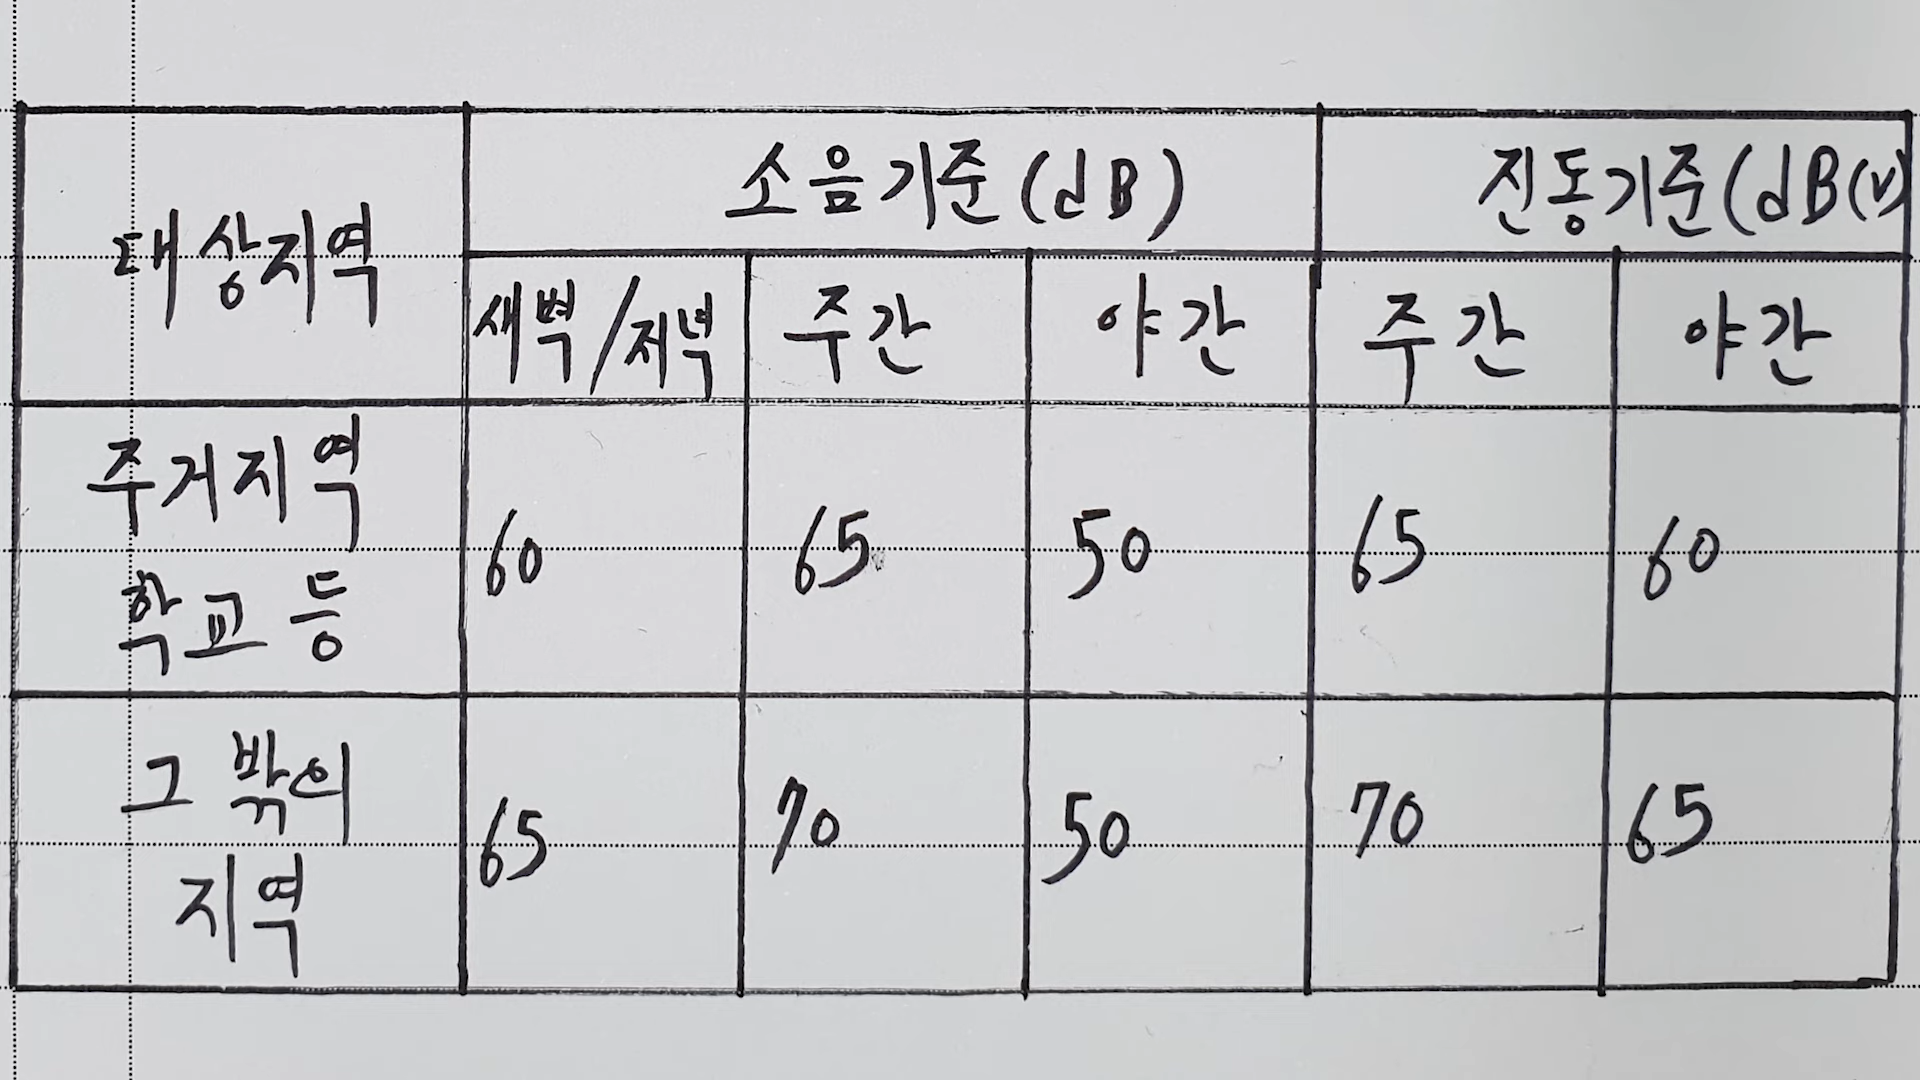 대상지역 소음기준(dB) 진동기준(dB(V)
새벽/저녁 주간 야간 주간 야간
주거지역
학교등
60 65 50 65 60
그 밖의
지역
65 70 50 70 65